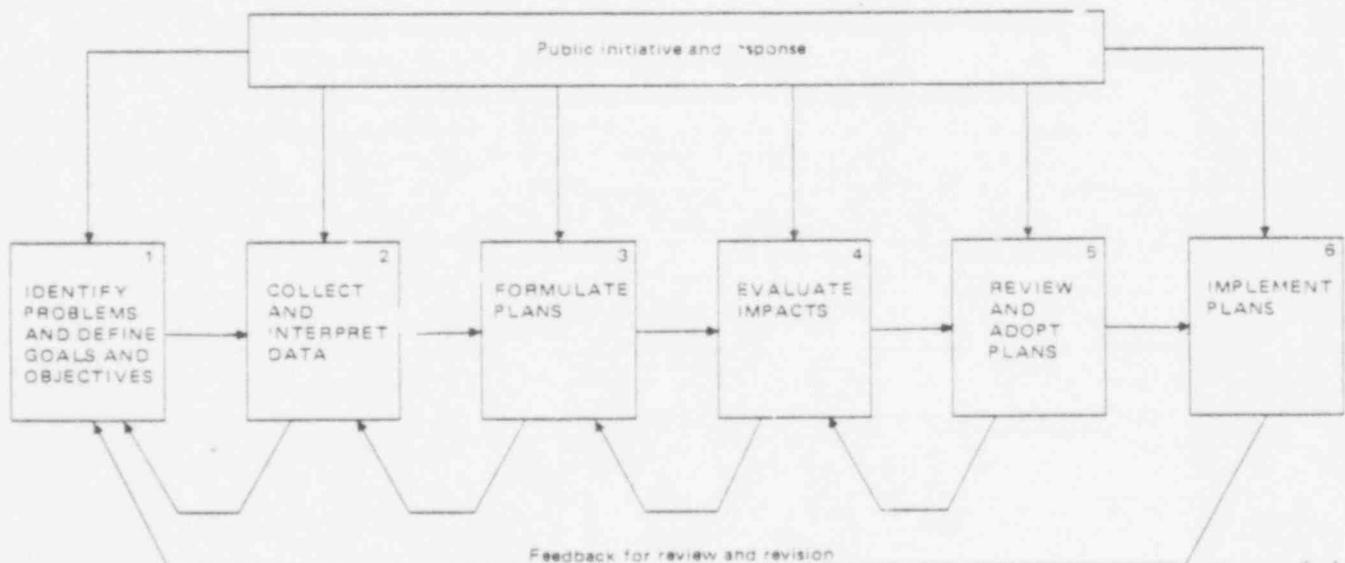 Public initiative and
1
IDENTIFY
PROBLEMS
AND DEFINE
GOALS AND
OBJECTIVES
2
COLLECT
AND
INTERPRET
DATA
3
FORMULATE
PLANS
4
EVALUATE
IMPACTS
5
REVIEW
AND
ADOPT
PLANS
6
IMPLEMENT
PLANS
Feedback for review and revision